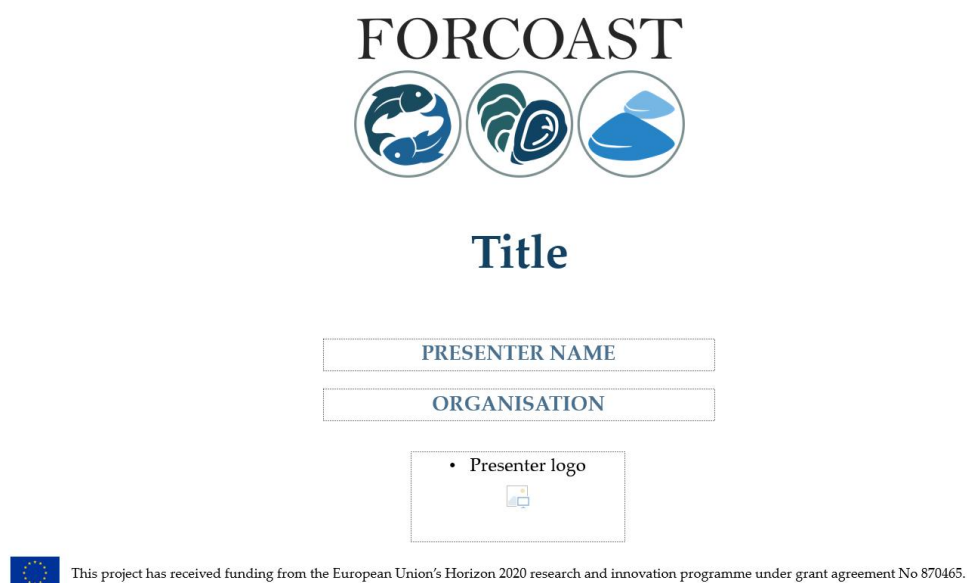 FORCOAST
Title
PRESENTER NAME
ORGANISATION
• Presenter logo
This project has received funding from the European Union’s Horizon 2020 research and innovation programme under grant agreement No 870465.